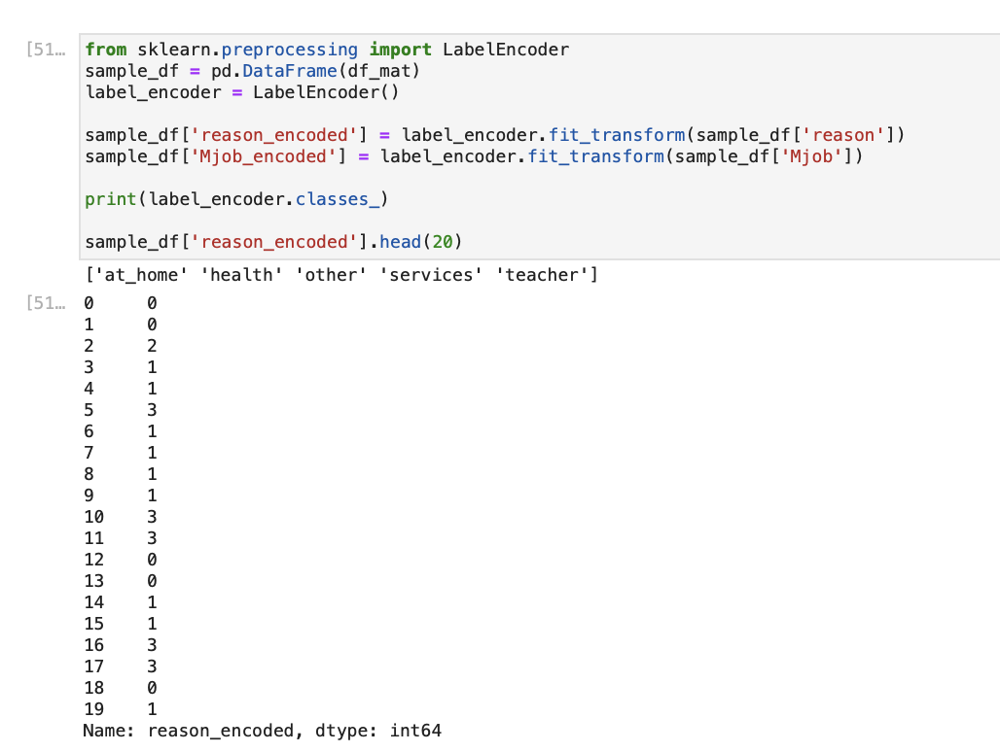 [51… from sklearn.preprocessing import LabelEncoder
sample_df = pd.DataFrame(df_mat)
label_encoder = LabelEncoder()
sample_df['reason_encoded'] = label_encoder.fit_transform(sample_df['reason'])
sample_df['Mjob_encoded'] = label_encoder.fit_transform(sample_df['Mjob'])
print(label_encoder.classes_)
sample_df['reason_encoded'].head(20)
['at_home' 'health' 'other' 'services' 'teacher']
[51… 0 0
1 0
2 2
3 1
4 1
5 3
6 1
7 1
8 1
9 1
10 3
11 3
12 0
13 0
14 1
15 1
16 3
17 3
18 0
19 1
Name: reason_encoded, dtype: int64